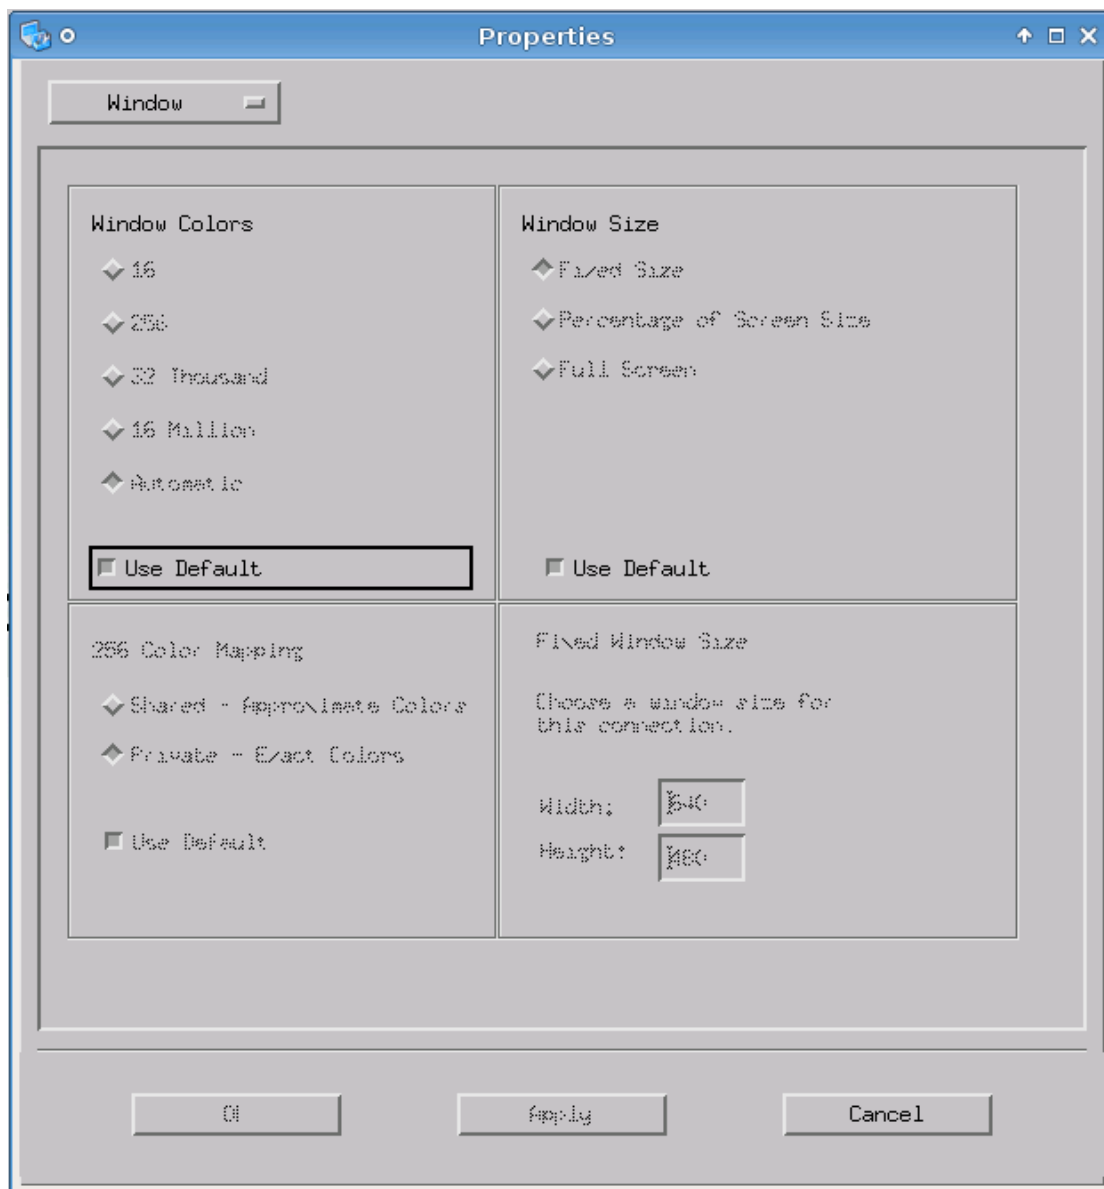 Properties
Window
Window Colors
16
256
32 Thousand
16 Million
Automatic
Use Default
Window Size
Fixed Size
Percentage of Screen Size
Full Screen
Use Default
256 Color Mapping
Shared - Approximate Colors
Private - Exact Colors
Use Default
Fixed Window Size
Choose a window size for
this connection.
Width:
640
Height:
480
Apply
Cancel